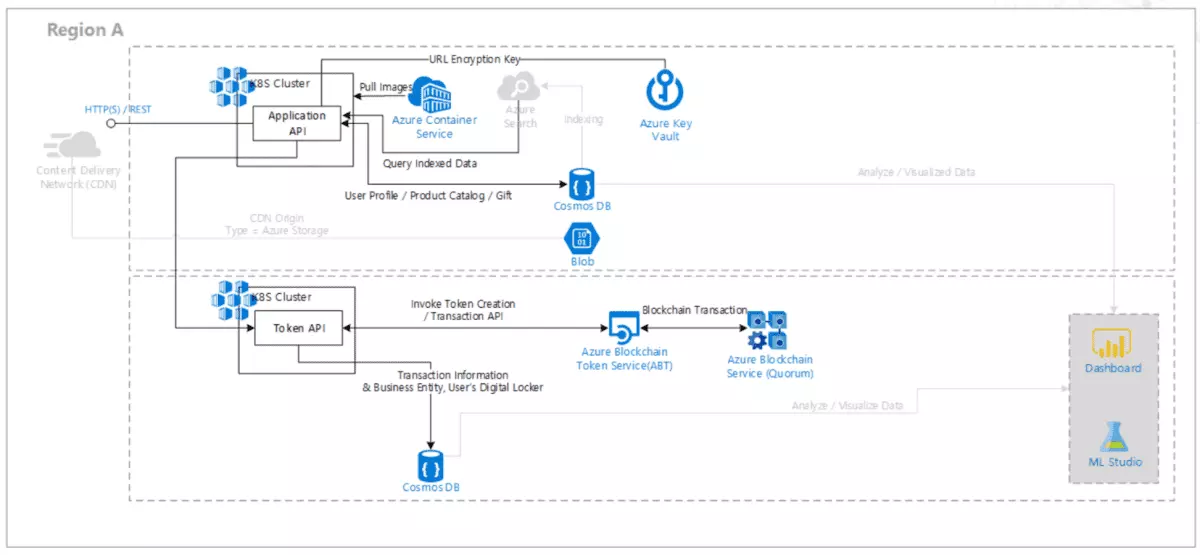 Region A
URL Encryption Key
K8S Cluster
Pull Images
HTTP(S) / REST
Application
API
Azure Container
Service
Azure
Search
Indexing
Azure Key
Vault
Content Delivery
Network (CDN)
Query Indexed Data
Analyze / Visualized Data
User Profile / Product Catalog / Gift
Cosmos DB
CDN Origin
Type = Azure Storage
10
01
Blob
K8S Cluster
Token API
Invoke Token Creation
/ Transaction API
Blockchain Transaction
Azure Blockchain
Token Service(ABT)
Azure Blockchain
Service (Quorum)
Dashboard
Transaction Information
& Business Entity, User's Digital Locker
Analyze / Visualize Data
ML Studio
Cosmos DB